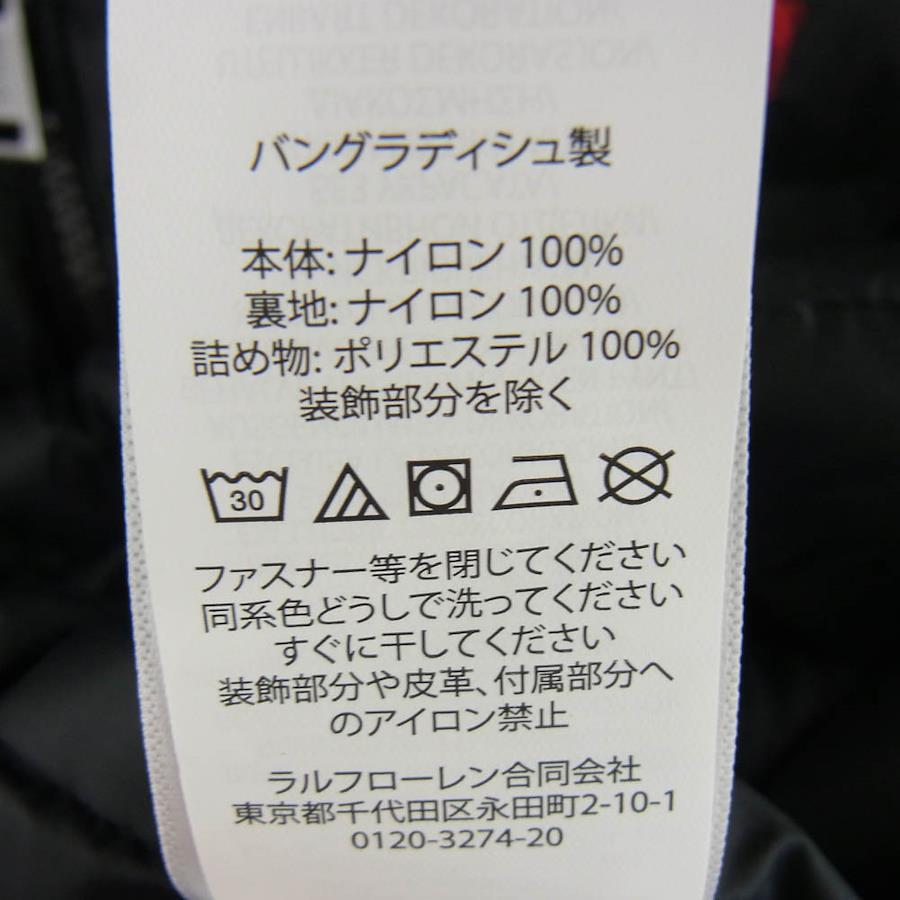 バングラディシュ製
本体: ナイロン 100%
裏地: ナイロン 100%
詰め物: ポリエステル 100%
装飾部分を除く
30
ファスナー等を閉じてください
同系色どうしで洗ってください
すぐに干してください
装飾部分や皮革、付属部分へ
のアイロン禁止
ラルフローレン合同会社
東京都千代田区永田町2-10-1
0120-3274-20